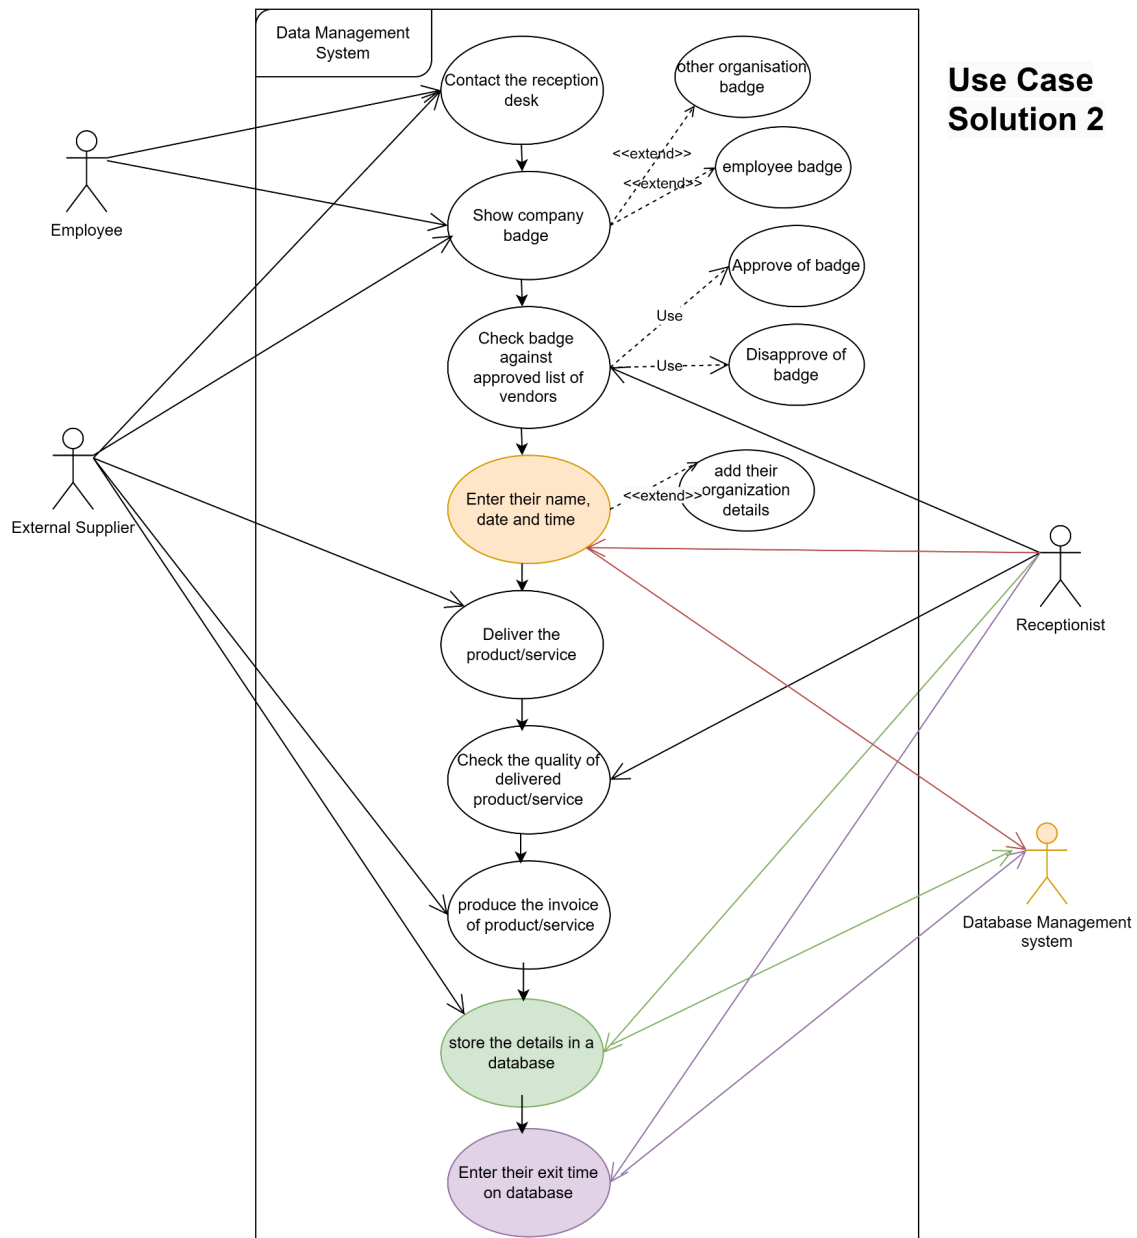 Data Management
System
Use Case
Solution 2
Contact the reception
desk
other organisation
badge
<<extend>>
employee badge
<<extend>>
Employee
Show company
badge
Approve of badge
Use
Check badge
against
approved list of
vendors
Use
Disapprove of
badge
External Supplier
Enter their name,
date and time
<<extend>>
add their
organization
details
Receptionist
Deliver the
product/service
Check the quality of
delivered
product/service
produce the invoice
of product/service
Database Management
system
store the details in a
database
Enter their exit time
on database